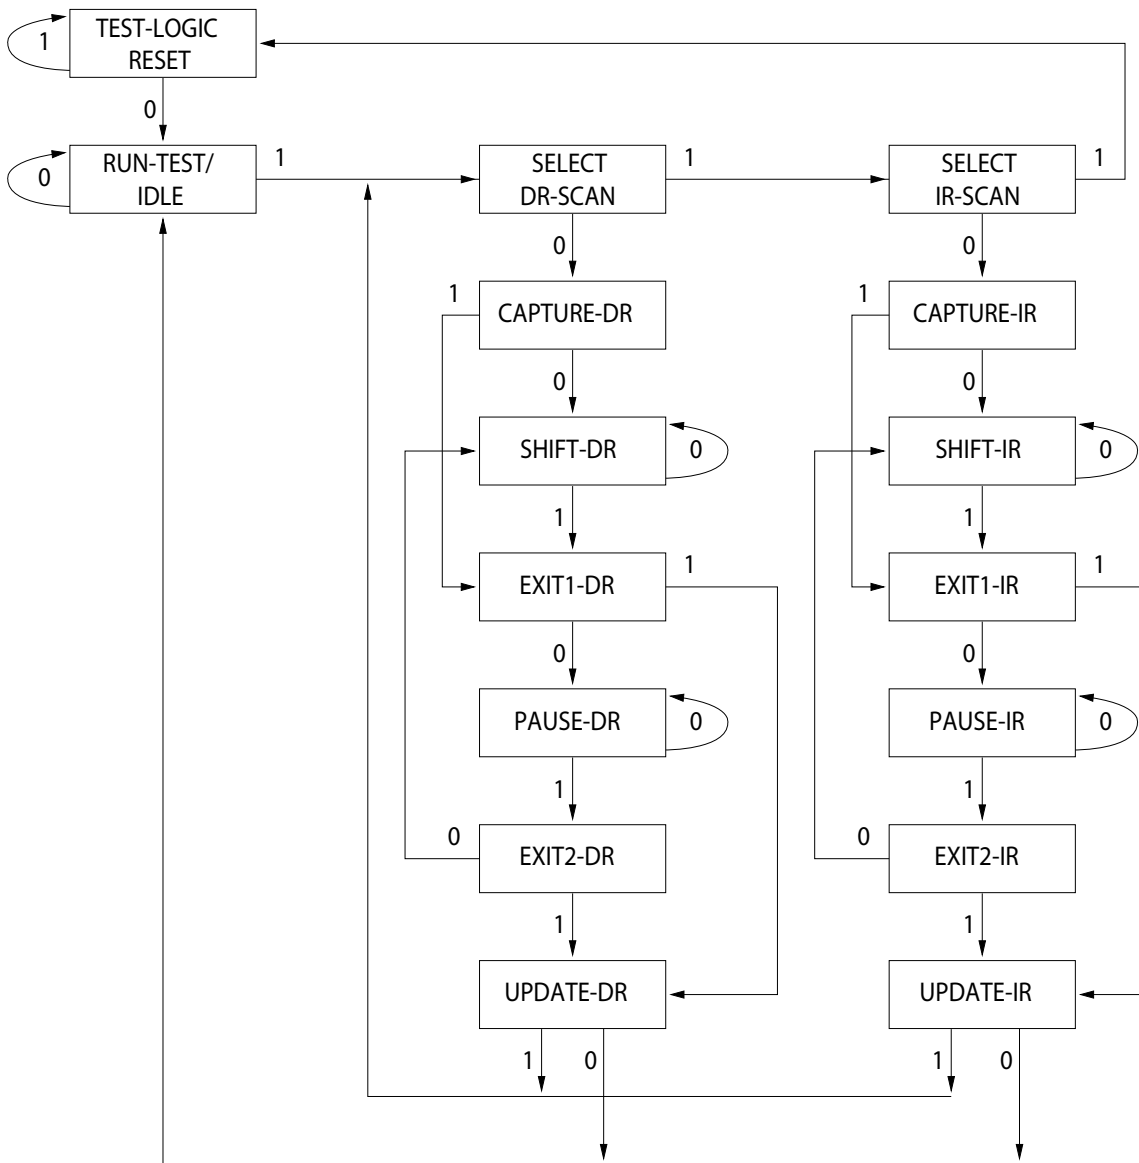 TEST-LOGIC
RESET
1
0
RUN-TEST/
IDLE
0
1
SELECT
DR-SCAN
1
SELECT
IR-SCAN
1
0
0
1
CAPTURE-DR
1
CAPTURE-IR
0
0
SHIFT-DR
0
SHIFT-IR
0
1
1
EXIT1-DR
1
EXIT1-IR
1
0
0
PAUSE-DR
0
PAUSE-IR
0
1
1
0
EXIT2-DR
0
EXIT2-IR
1
1
UPDATE-DR
UPDATE-IR
1
0
1
0